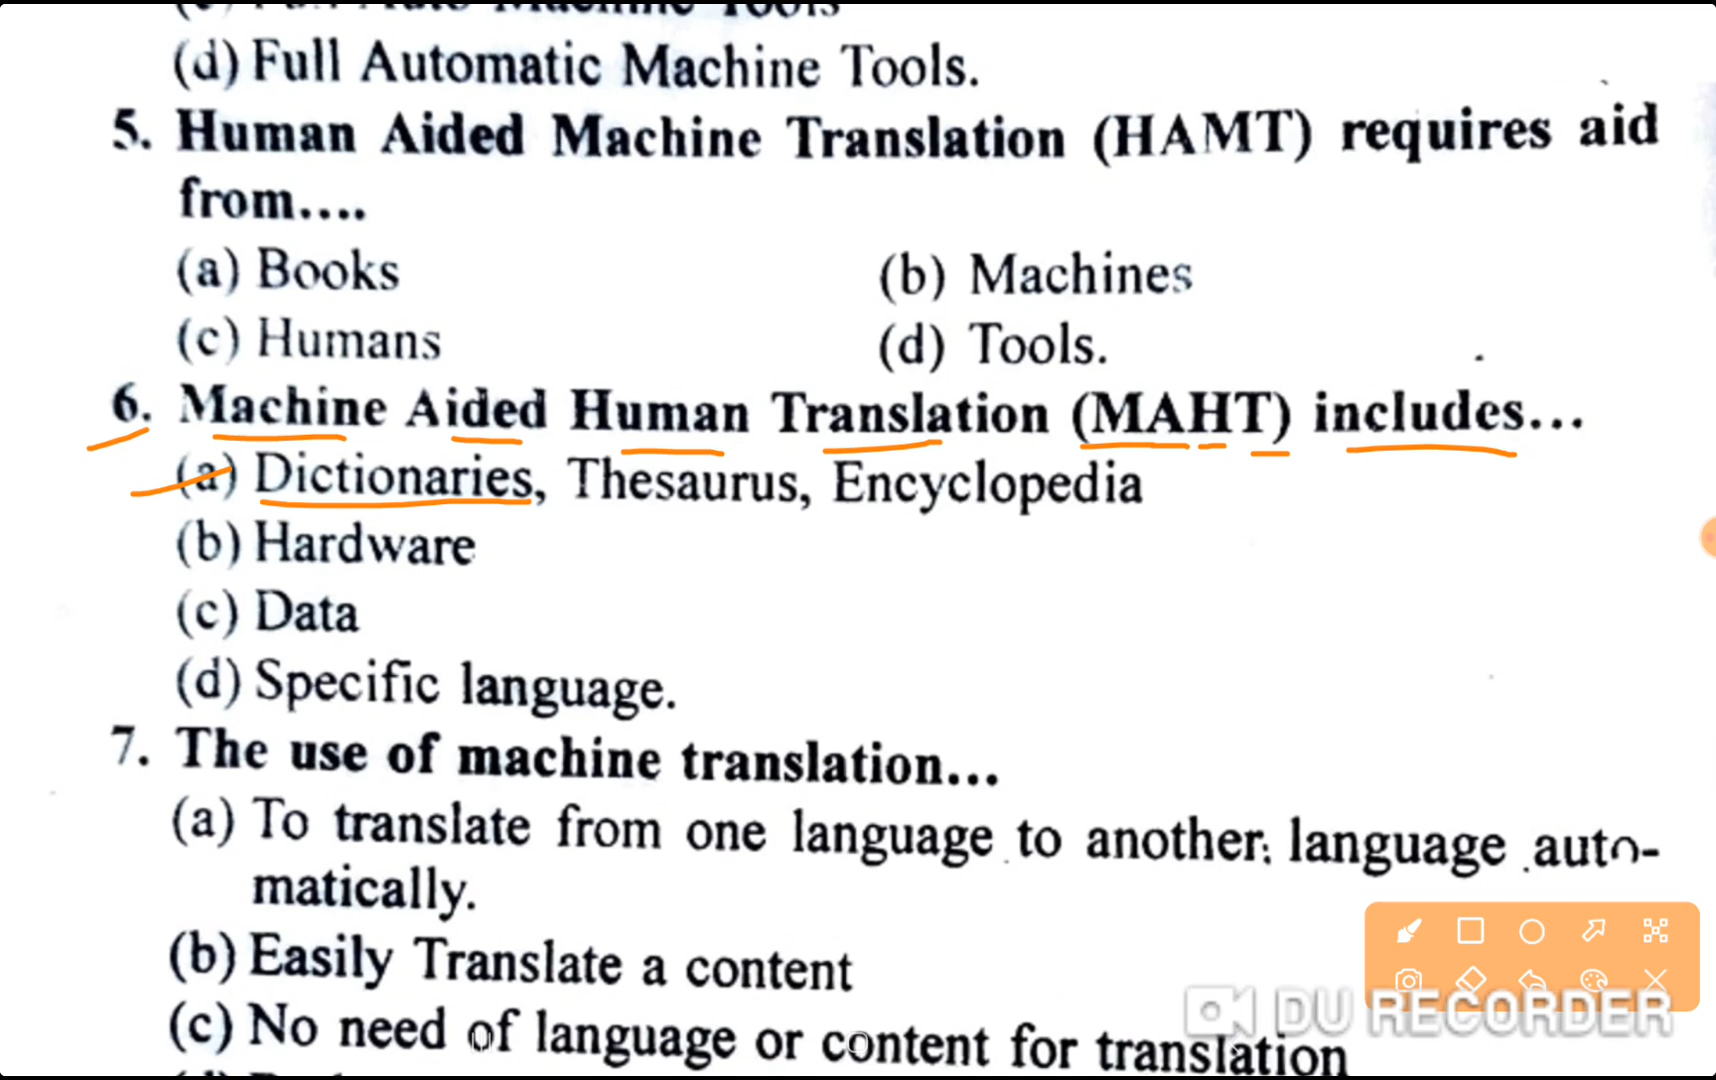 (d) Full Automatic Machine Tools.
5. Human Aided Machine Translation (HAMT) requires aid
from....
(a) Books
(b) Machines
(c) Humans
(d) Tools.
6. Machine Aided Human Translation (MAHT) includes...
(a) Dictionaries, Thesaurus, Encyclopedia
(b) Hardware
(c) Data
(d) Specific language.
7. The use of machine translation...
(a) To translate from one language to another language auto-
matically.
(b) Easily Translate a content
(c) No need of language or content for translation
DU RECORDER